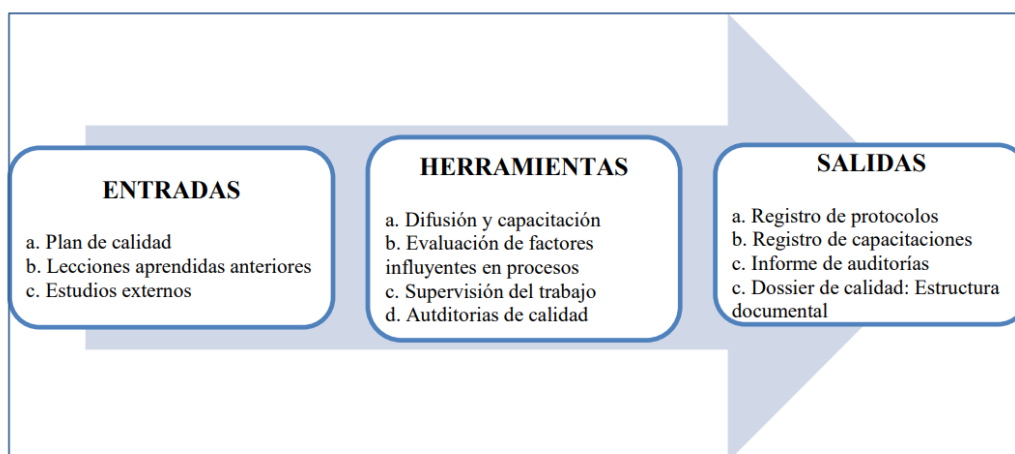 ENTRADAS
a. Plan de calidad
b. Lecciones aprendidas anteriores
c. Estudios externos
HERRAMIENTAS
a. Difusión y capacitación
b. Evaluación de factores
influyentes en procesos
c. Supervisión del trabajo
d. Autditorias de calidad
SALIDAS
a. Registro de protocolos
b. Registro de capacitaciones
c. Informe de auditorías
c. Dossier de calidad: Estructura
documental